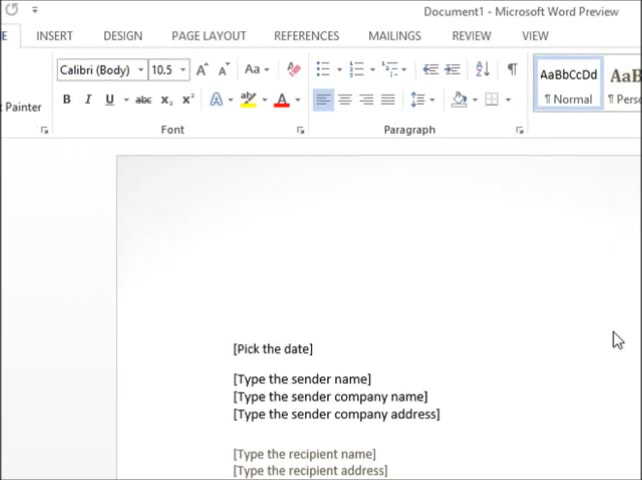 Document1 - Microsoft Word Preview
E INSERT DESIGN PAGE LAYOUT REFERENCES MAILINGS REVIEW VIEW
Calibri (Body) 10.5 A A Aa A AZ ¶ AaBbCcDd AaB
t Painter B I U abc X₂ X² A ab A ¶ Normal ¶ Perso
Font Paragraph
[Pick the date]
[Type the sender name]
[Type the sender company name]
[Type the sender company address]
[Type the recipient name]
[Type the recipient address]